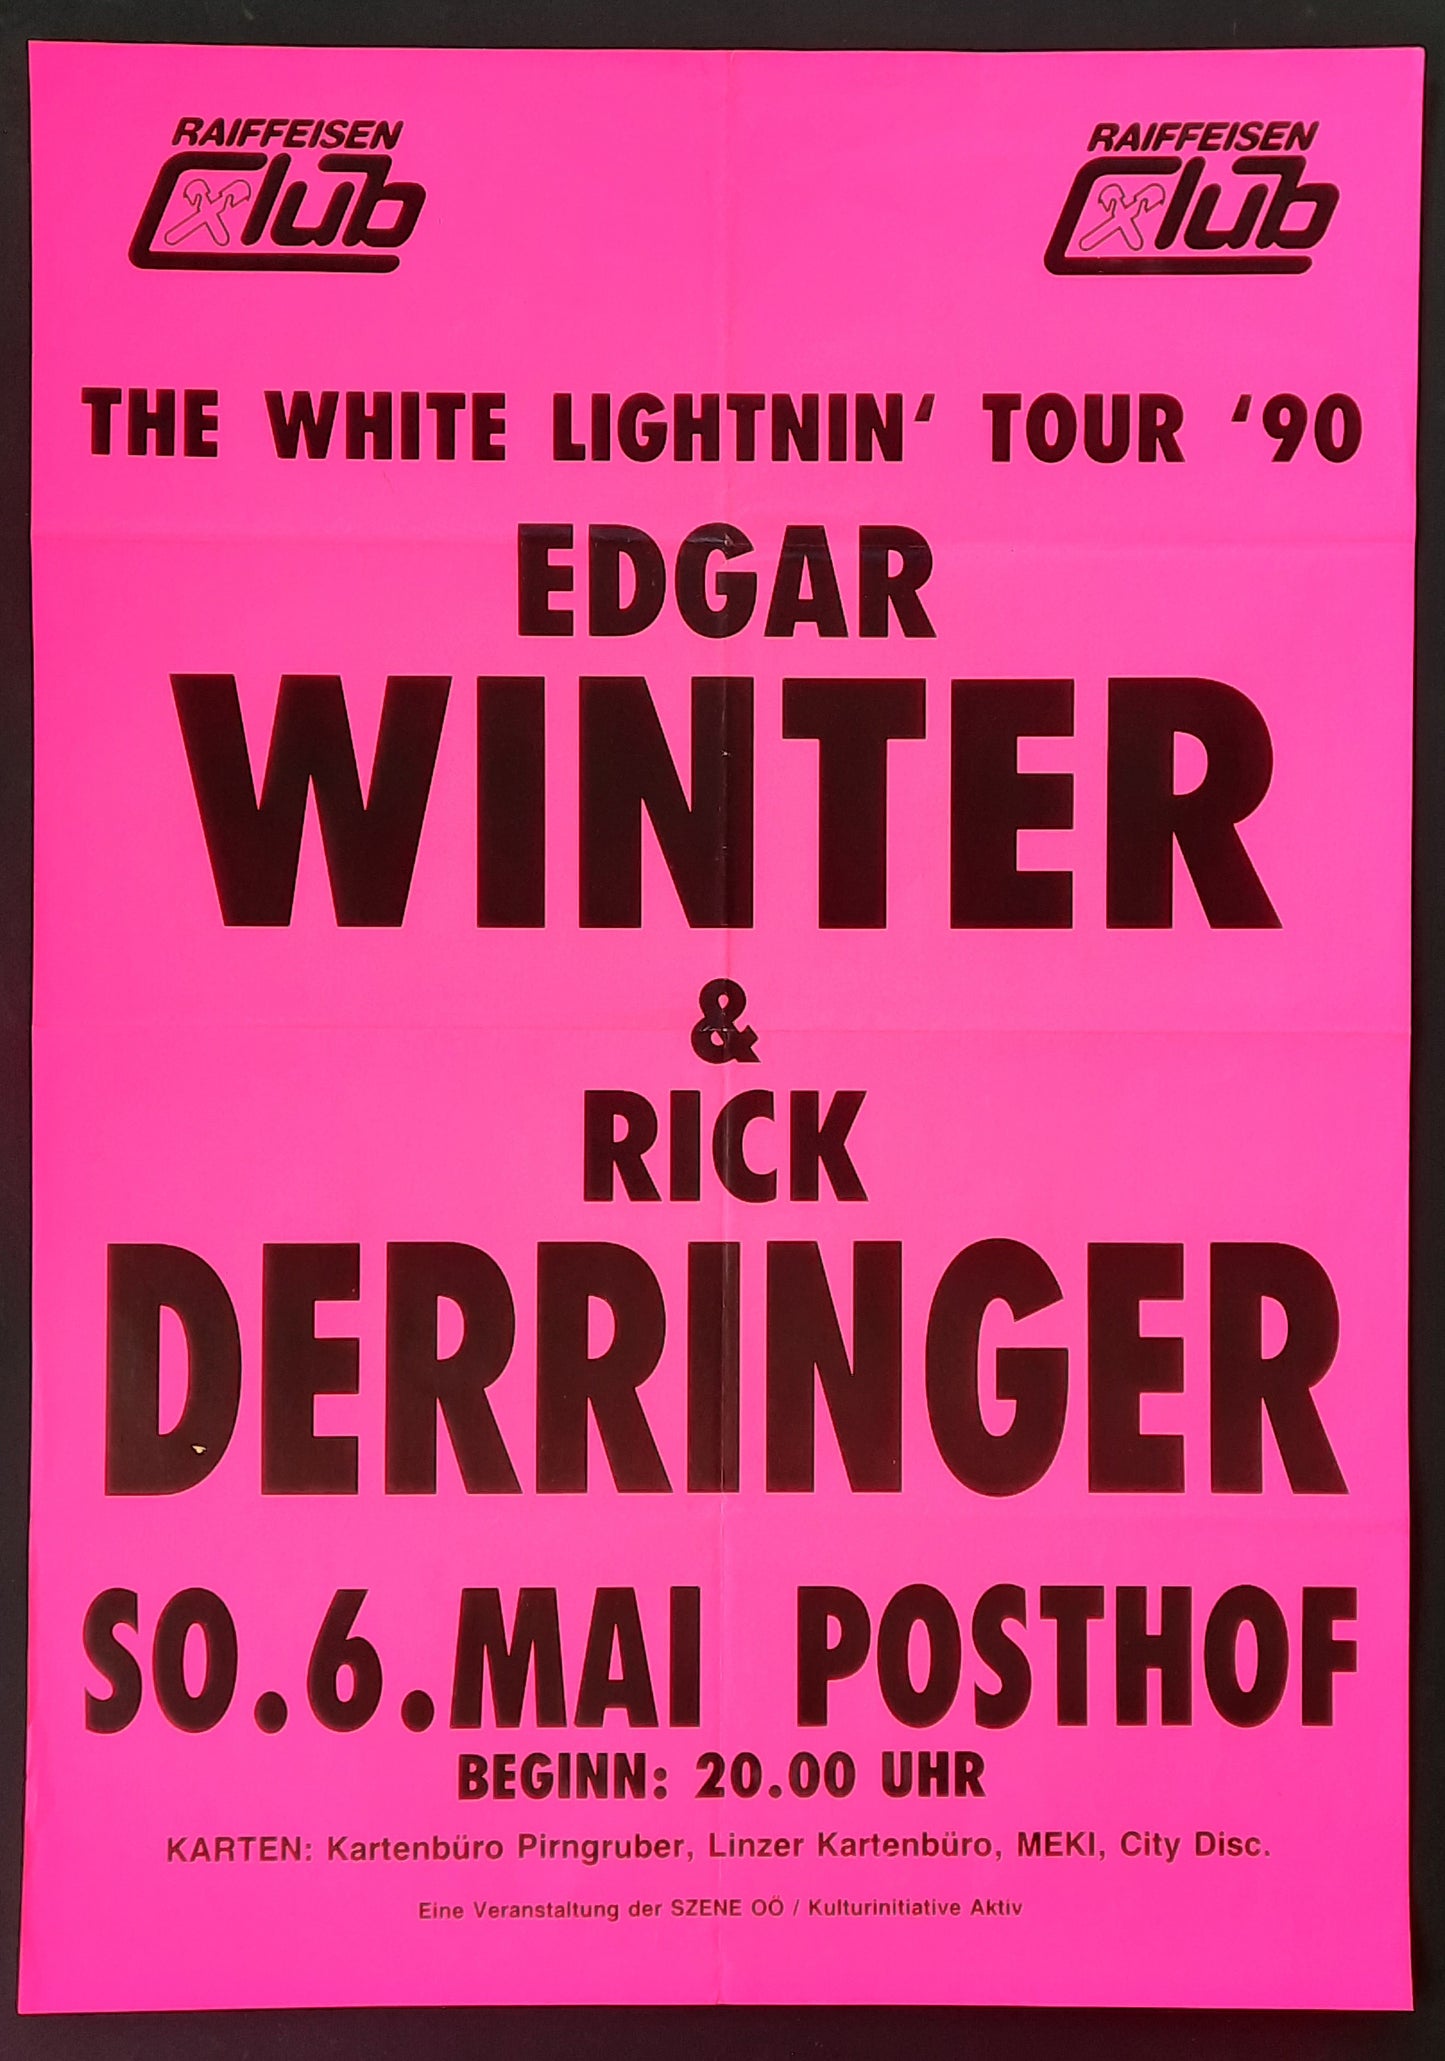 RAIFFEISEN
Club
RAIFFEISEN
Club
THE WHITE LIGHTNIN' TOUR '90
EDGAR
WINTER
&
RICK
DERRINGER
SO.6.MAI POSTHOF
BEGINN: 20.00 UHR
KARTEN: Kartenbüro Pirngruber, Linzer Kartenbüro, MEKI, City Disc.
Eine Veranstaltung der SZENE OÖ / Kulturinitiative Aktiv